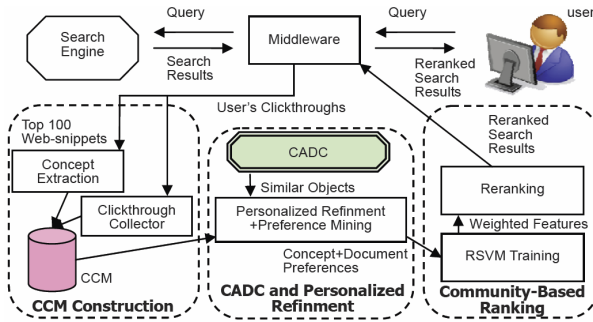 Query
Query
user
Search
Engine
Middleware
Search
Results
Reranked
Search
Results
User's Clickthroughs
Top 100
Web-snippets
Concept
Extraction
Clickthrough
Collector
CCM
CCM Construction
CADC
Similar Objects
Personalized Refinment
+Preference Mining
Concept+Document
Preferences
CADC and Personalized
Refinment
Reranked
Search
Results
Reranking
Weighted Features
RSVM Training
Community-Based
Ranking